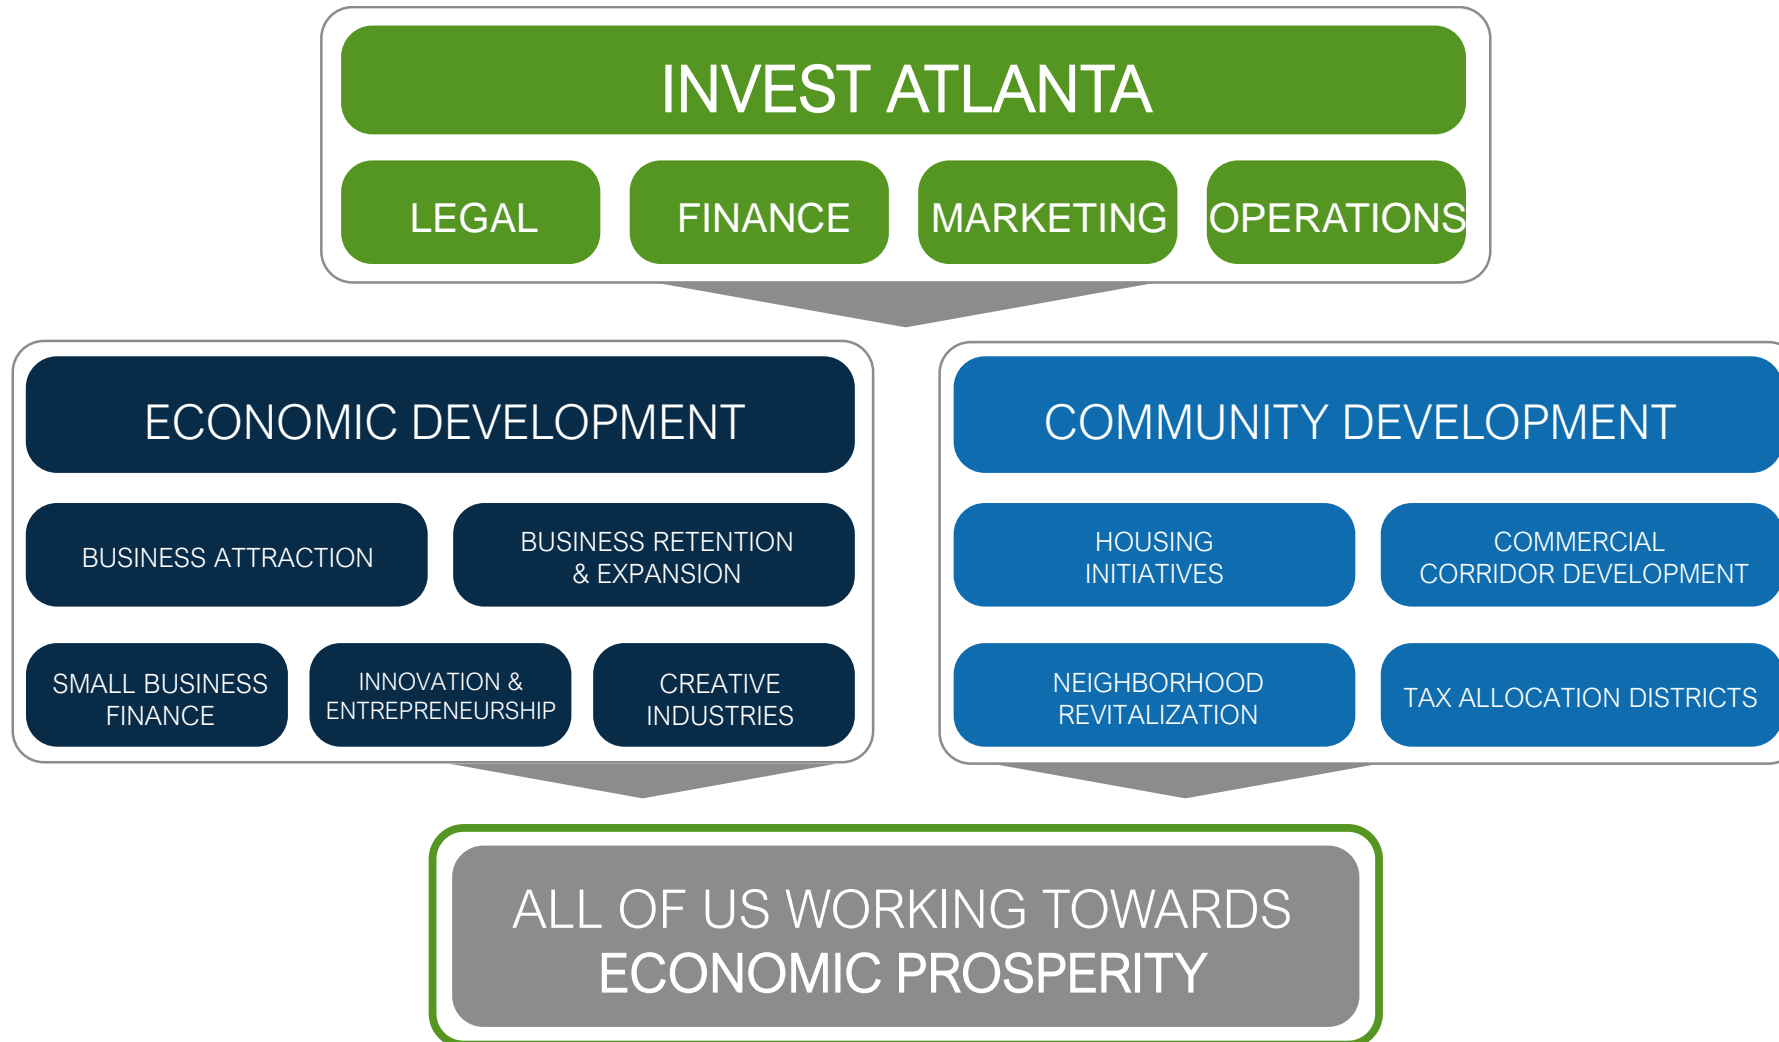 INVEST ATLANTA
LEGAL
FINANCE
MARKETING
OPERATIONS
ECONOMIC DEVELOPMENT
BUSINESS ATTRACTION
BUSINESS RETENTION
& EXPANSION
SMALL BUSINESS
FINANCE
INNOVATION &
ENTREPRENEURSHIP
CREATIVE
INDUSTRIES
COMMUNITY DEVELOPMENT
HOUSING
INITIATIVES
COMMERCIAL
CORRIDOR DEVELOPMENT
NEIGHBORHOOD
REVITALIZATION
TAX ALLOCATION DISTRICTS
ALL OF US WORKING TOWARDS
ECONOMIC PROSPERITY